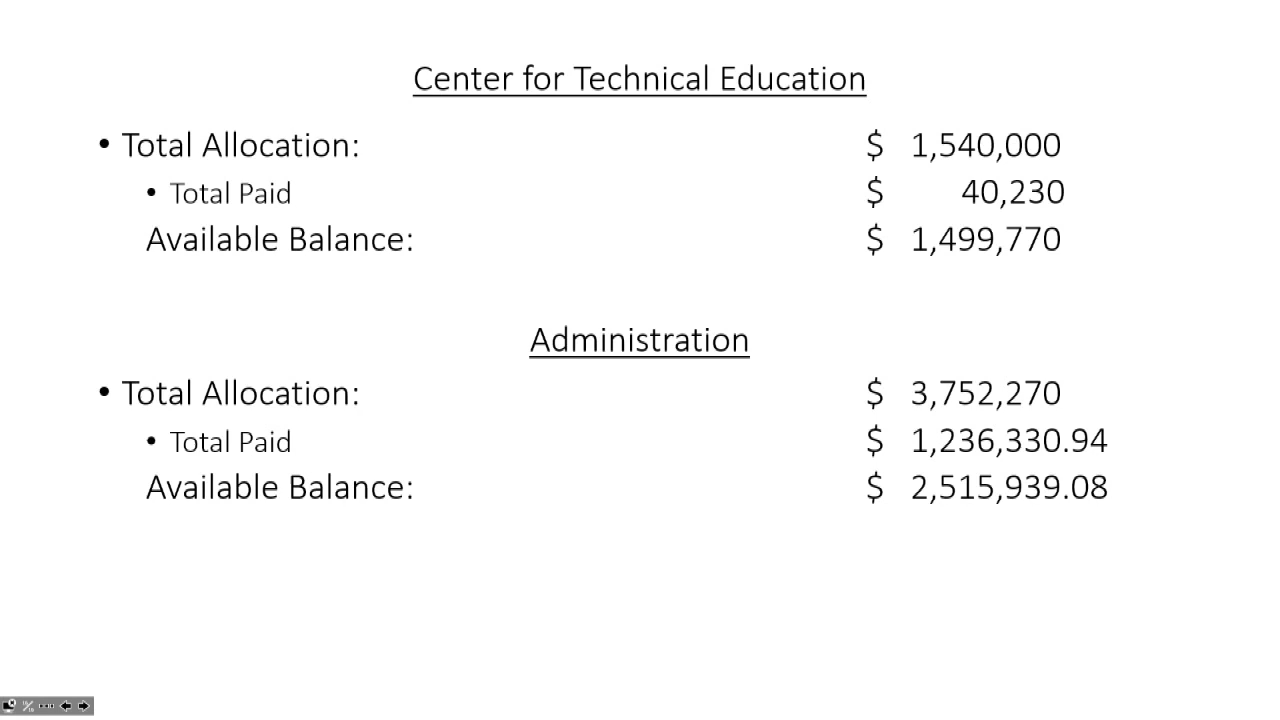 Center for Technical Education
• Total Allocation: $ 1,540,000
• Total Paid $ 40,230
Available Balance: $ 1,499,770
Administration
• Total Allocation: $ 3,752,270
• Total Paid $ 1,236,330.94
Available Balance: $ 2,515,939.08